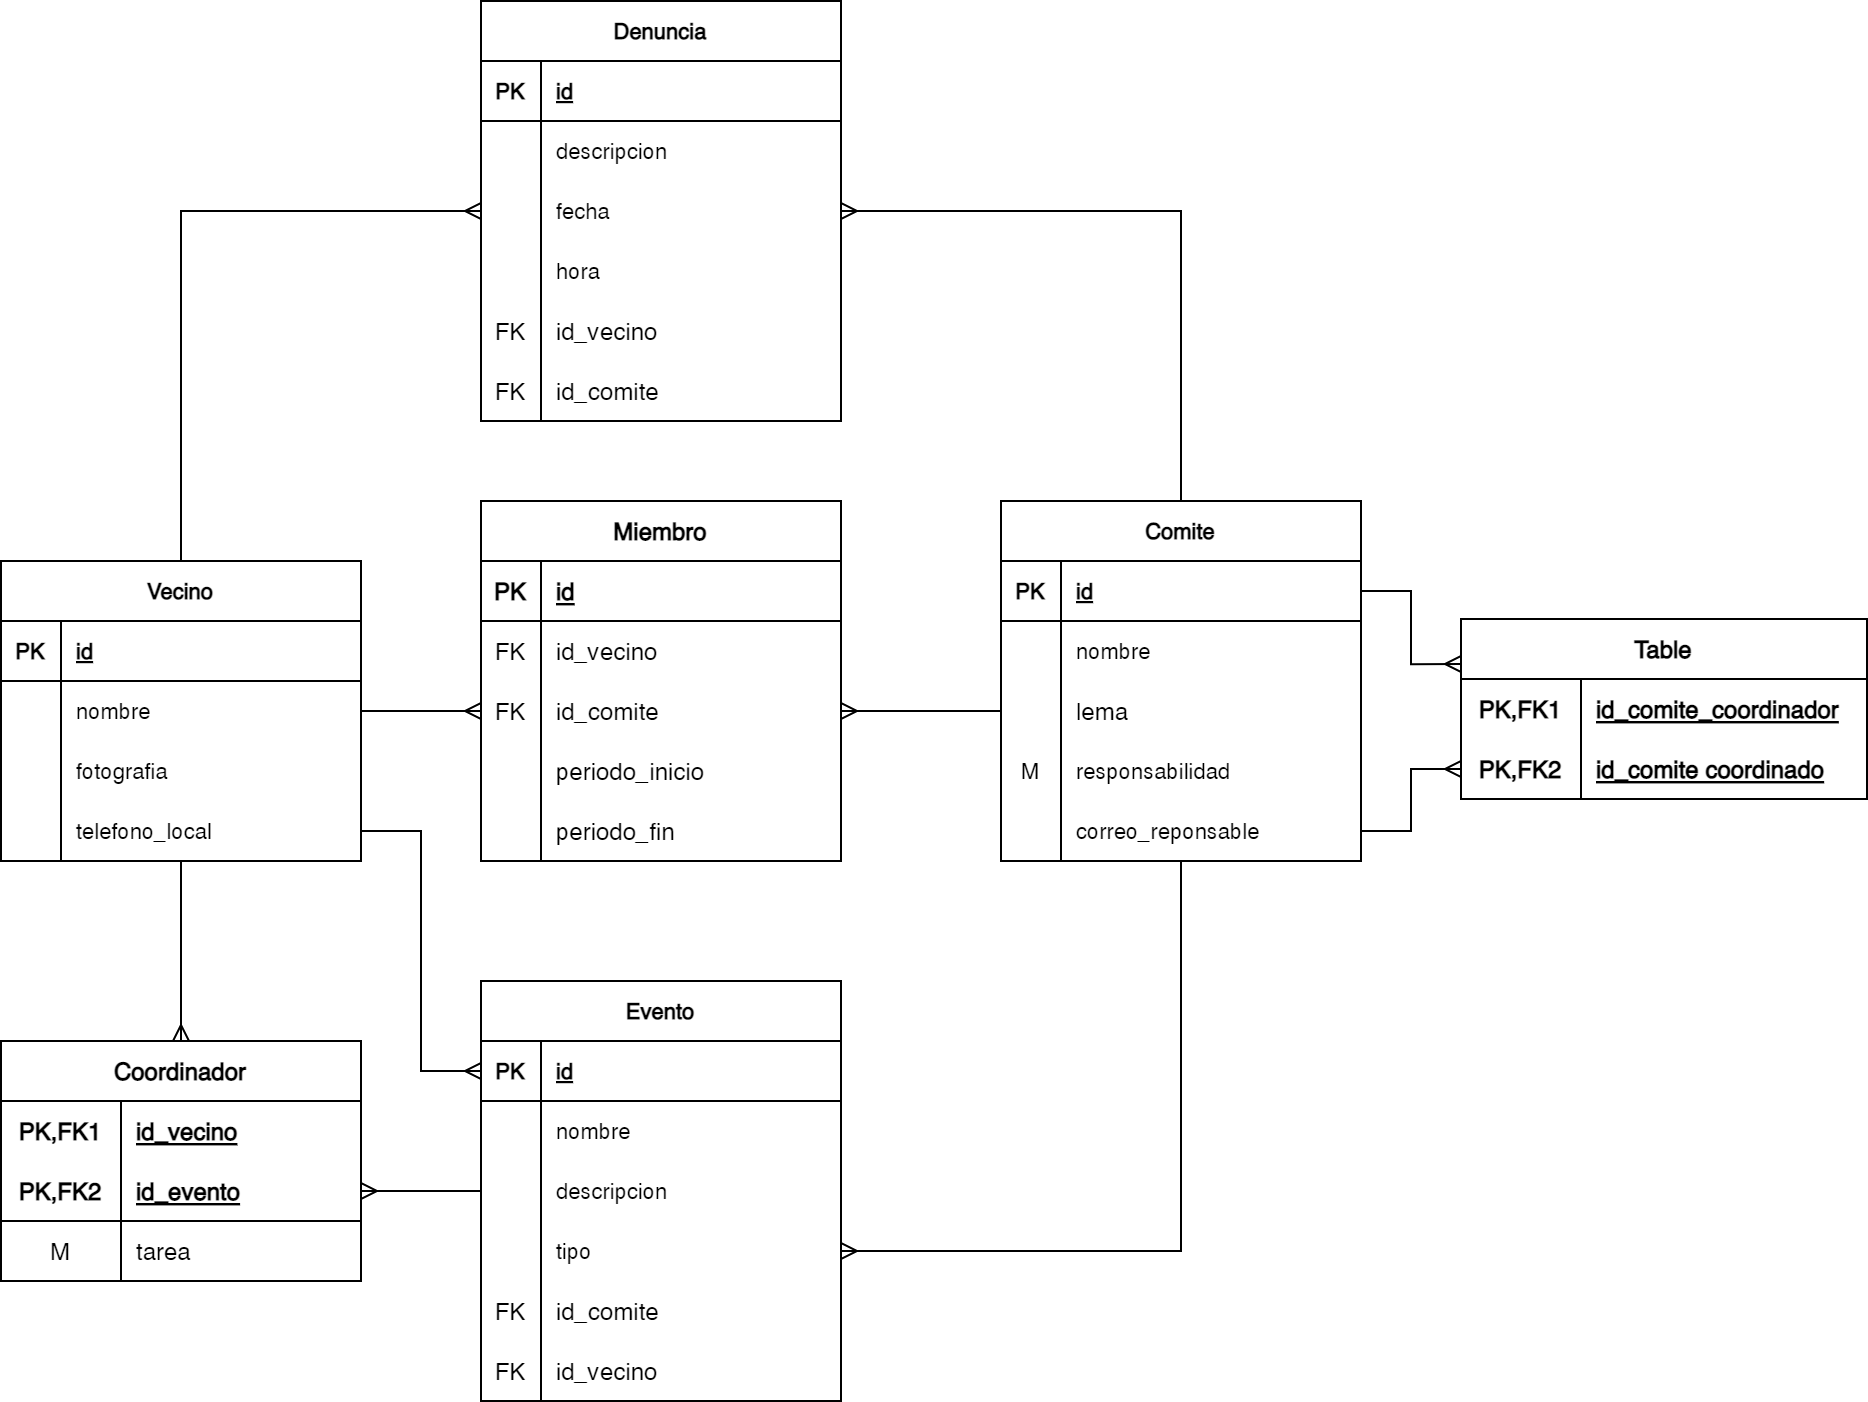 Denuncia
PK id
descripcion
fecha
hora
FK id_vecino
FK id_comite
Miembro
PK id
FK id_vecino
FK id_comite
periodo_inicio
periodo_fin
Comite
PK id
nombre
lema
M responsabilidad
correo_reponsable
Vecino
PK id
nombre
fotografia
telefono_local
Table
PK,FK1 id_comite_coordinador
PK,FK2 id_comite coordinado
Coordinador
PK,FK1 id_vecino
PK,FK2 id_evento
M tarea
Evento
PK id
nombre
descripcion
tipo
FK id_comite
FK id_vecino